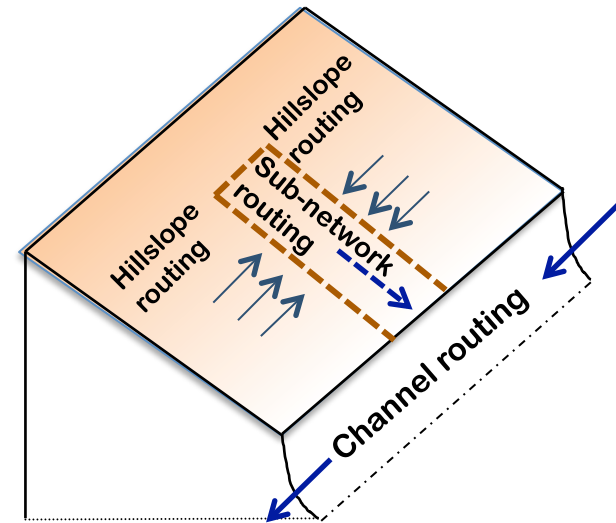 Hillslope
routing
Sub-network
routing
Hillslope
routing
Channel routing